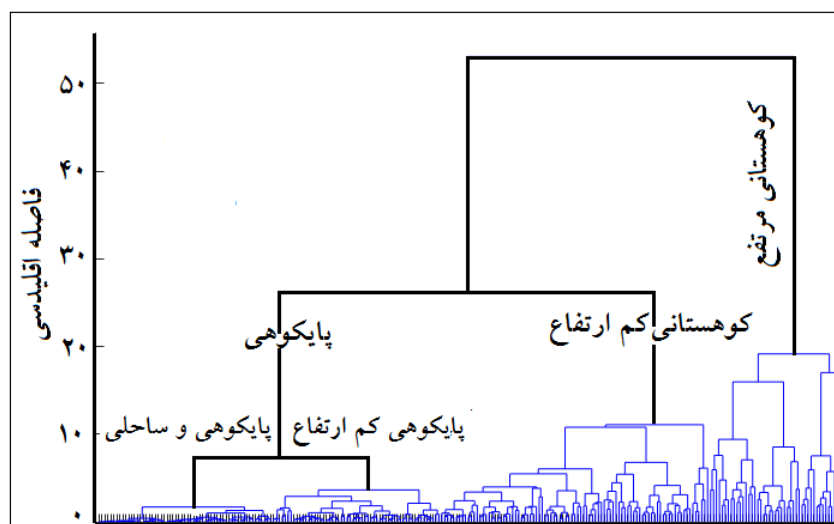 ۵۰
۴۰
۳۰
۲۰
۱۰
۰
فاصله اقلیدسی
کوهستانی مرتفع
کوهستانی کم ارتفاع
پایکوهی
پایکوهی کم ارتفاع
پایکوهی و ساحلی